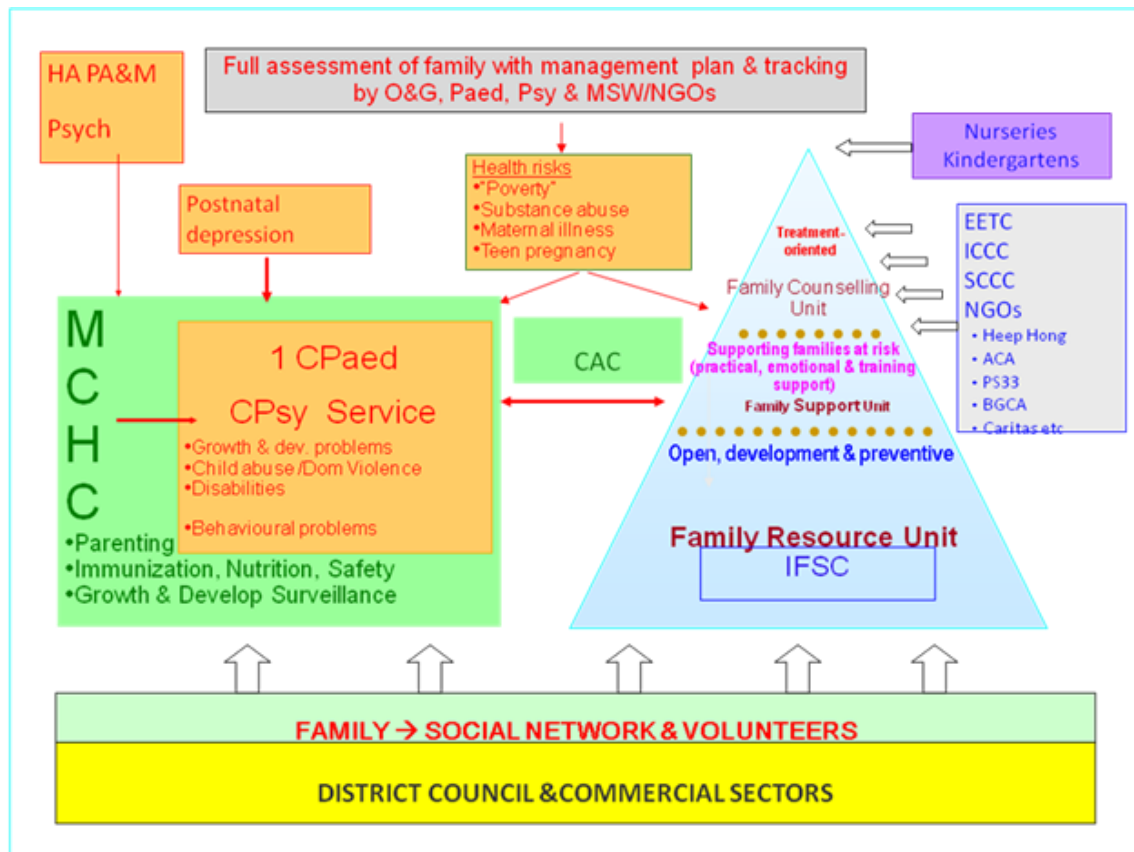 HA PA&M
Psych
Full assessment of family with management plan & tracking
by O&G, Paed, Psy & MSW/NGOs
Nurseries
Kindergartens
Postnatal
depression
Health risks
•"Poverty"
•Substance abuse
•Maternal illness
•Teen pregnancy
EETC
ICCC
SCCC
NGOs
• Heep Hong
• ACA
• PS33
• BGCA
• Caritas etc
M
C
H
C
1 CPaed
CPsy Service
•Growth & dev. problems
•Child abuse /Dom Violence
•Disabilities
•Behavioural problems
•Parenting
•Immunization, Nutrition, Safety
•Growth & Develop Surveillance
CAC
Treatment-
oriented
Family Counselling
Unit
Supporting families at risk
(practical, emotional & training
support)
Family Support Unit
Open, development & preventive
Family Resource Unit
IFSC
FAMILY → SOCIAL NETWORK & VOLUNTEERS
DISTRICT COUNCIL &COMMERCIAL SECTORS